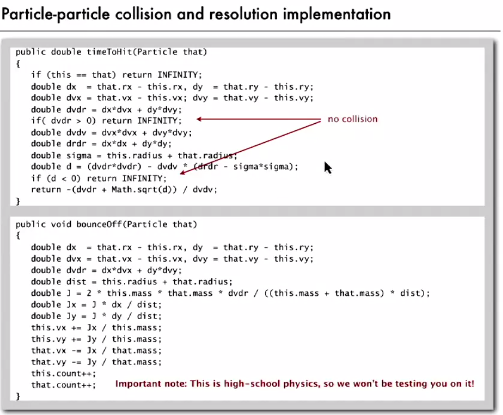 Particle-particle collision and resolution implementation
public double timeToHit(Particle that)
{
if (this == that) return INFINITY;
double dx = that.rx - this.rx, dy = that.ry - this.ry;
double dvx = that.vx - this.vx; dvy = that.vy - this.vy;
double dvdr = dx*dvx + dy*dvy;
if( dvdr > 0) return INFINITY;
no collision
double dvdv = dvx*dvx + dvy*dvy;
double drdr = dx*dx + dy*dy;
double sigma = this.radius + that.radius;
double d = (dvdr*dvdr) - dvdv * (drdr - sigma*sigma);
if (d < 0) return INFINITY;
return -(dvdr + Math.sqrt(d)) / dvdv;
}
public void bounceOff(Particle that)
{
double dx = that.rx - this.rx, dy = that.ry - this.ry;
double dvx = that.vx - this.vx, dvy = that.vy - this.vy;
double dvdr = dx*dvx + dy*dvy;
double dist = this.radius + that.radius;
double J = 2 * this.mass * that.mass * dvdr / ((this.mass + that.mass) * dist);
double Jx = J * dx / dist;
double Jy = J * dy / dist;
this.vx += Jx / this.mass;
this.vy += Jy / this.mass;
that.vx -= Jx / that.mass;
that.vy -= Jy / that.mass;
this.count++;
that.count++;
Important note: This is high-school physics, so we won't be testing you on it!
}